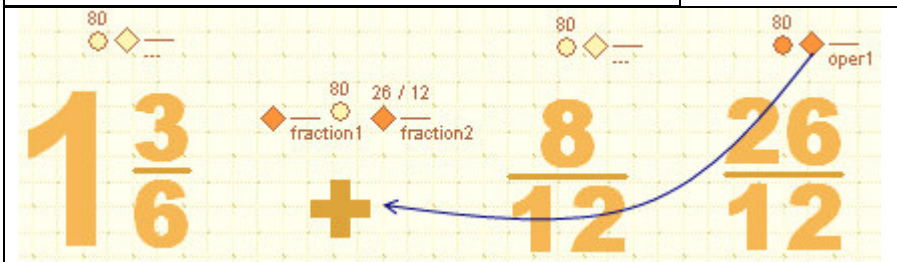 80
---
80
26 / 12
fraction1
fraction2
80
---
80
oper1
1 3/6
+
8/12
26/12